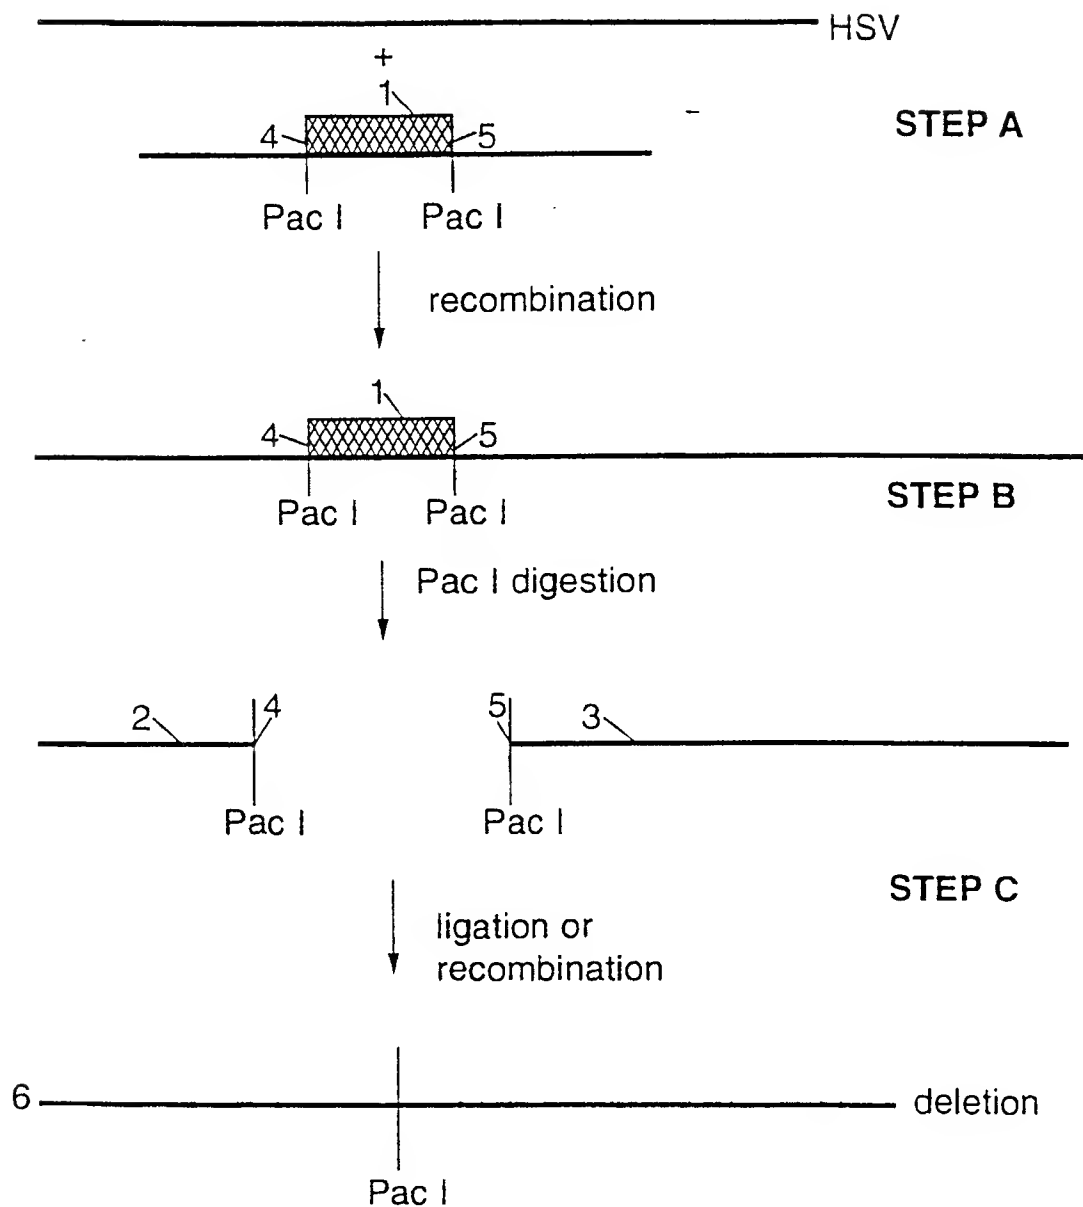 HSV
+
1
STEP A
4
5
Pac I
Pac I
recombination
1
4
5
STEP B
Pac I
Pac I
Pac I digestion
2
4
5
3
Pac I
Pac I
STEP C
ligation or
recombination
6
deletion
Pac I